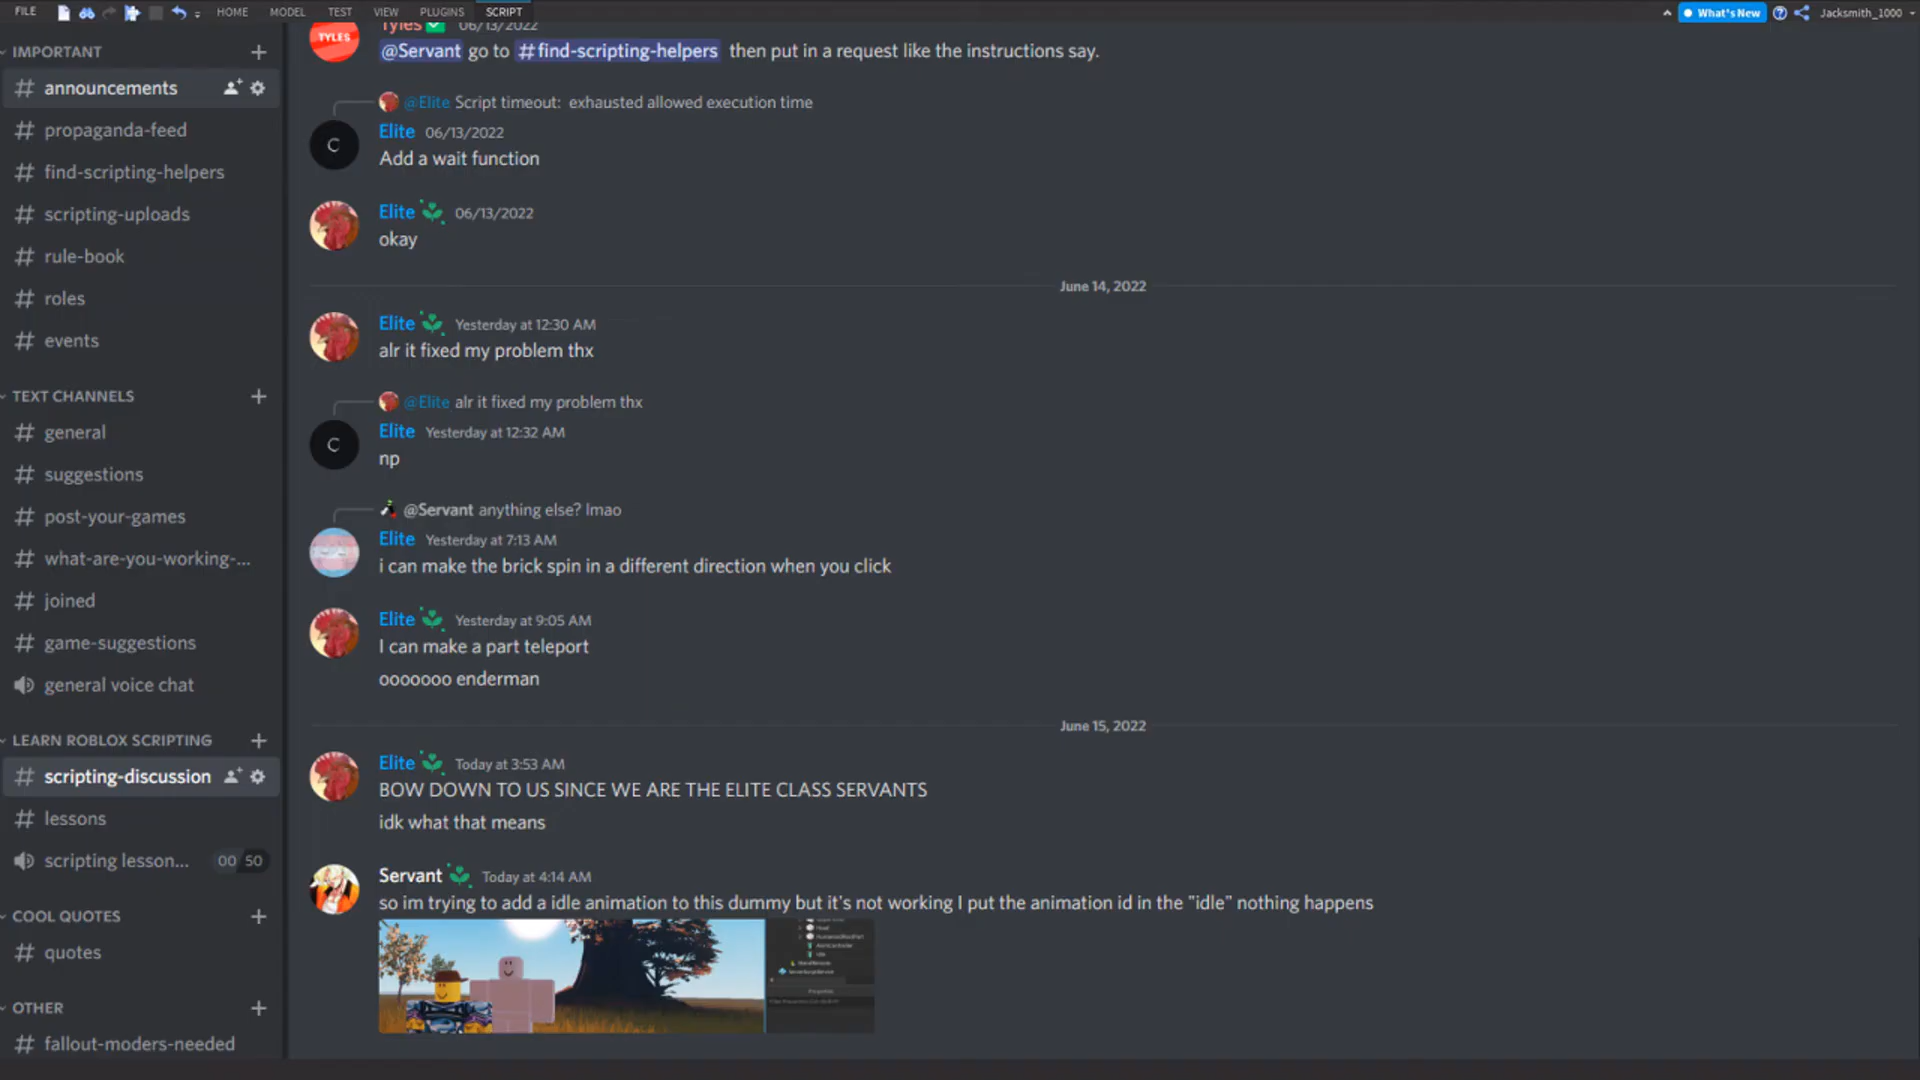 FILE HOME MODEL TEST VIEW PLUGINS SCRIPT What's New Jacksmith_1000
IMPORTANT
# announcements
# propaganda-feed
# find-scripting-helpers
# scripting-uploads
# rule-book
# roles
# events
TEXT CHANNELS
# general
# suggestions
# post-your-games
# what-are-you-working-...
# joined
# game-suggestions
general voice chat
LEARN ROBLOX SCRIPTING
# scripting-discussion
# lessons
scripting lesson... 00 50
COOL QUOTES
# quotes
OTHER
# fallout-moders-needed
TYLES
Tyles 06/13/2022
@Servant go to # find-scripting-helpers then put in a request like the instructions say.
@Elite Script timeout: exhausted allowed execution time
C
Elite 06/13/2022
Add a wait function
Elite 06/13/2022
okay
June 14, 2022
Elite Yesterday at 12:30 AM
alr it fixed my problem thx
@Elite alr it fixed my problem thx
C
Elite Yesterday at 12:32 AM
np
@Servant anything else? lmao
Elite Yesterday at 7:13 AM
i can make the brick spin in a different direction when you click
Elite Yesterday at 9:05 AM
I can make a part teleport
ooooooo enderman
June 15, 2022
Elite Today at 3:53 AM
BOW DOWN TO US SINCE WE ARE THE ELITE CLASS SERVANTS
idk what that means
Servant Today at 4:14 AM
so im trying to add a idle animation to this dummy but it's not working I put the animation id in the "idle" nothing happens